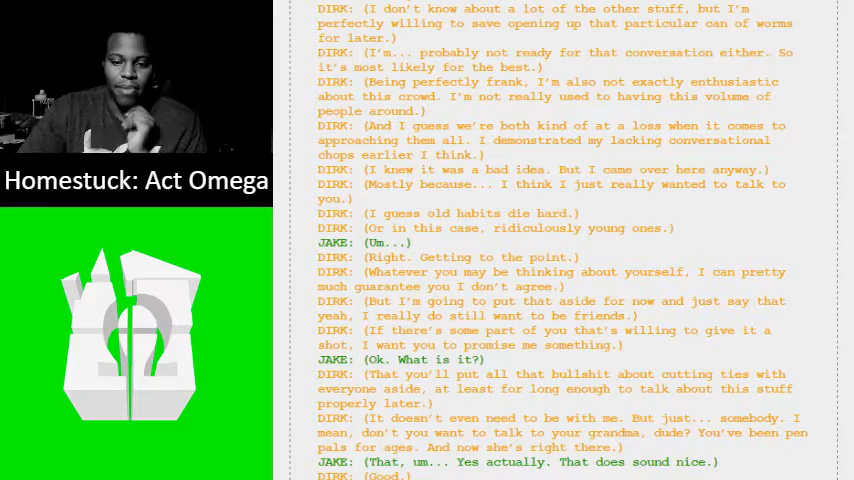 DIRK: (I don't know about a lot of the other stuff, but I'm
perfectly willing to save opening up that particular can of worms
for later.)
DIRK: (I'm... probably not ready for that conversation either. So
it's most likely for the best.)
DIRK: (Being perfectly frank, I'm also not exactly enthusiastic
about this crowd. I'm not really used to having this volume of
people around.)
DIRK: (And I guess we're both kind of at a loss when it comes to
approaching them all. I demonstrated my lacking conversational
chops earlier I think.)
DIRK: (I knew it was a bad idea. But I came over here anyway.)
DIRK: (Mostly because... I think I just really wanted to talk to
you.)
DIRK: (I guess old habits die hard.)
DIRK: (Or in this case, ridiculously young ones.)
JAKE: (Um...)
DIRK: (Right. Getting to the point.)
DIRK: (Whatever you may be thinking about yourself, I can pretty
much guarantee you I don't agree.)
DIRK: (But I'm going to put that aside for now and just say that
yeah, I really do still want to be friends.)
DIRK: (If there's some part of you that's willing to give it a
shot, I want you to promise me something.)
JAKE: (Ok. What is it?)
DIRK: (That you'll put all that bullshit about cutting ties with
everyone aside, at least for long enough to talk about this stuff
properly later.)
DIRK: (It doesn't even need to be with me. But just... somebody. I
mean, don't you want to talk to your grandma, dude? You've been pen
pals for ages. And now she's right there.)
JAKE: (That, um... Yes actually. That does sound nice.)
DIRK: (Good.)
Homestuck: Act Omega